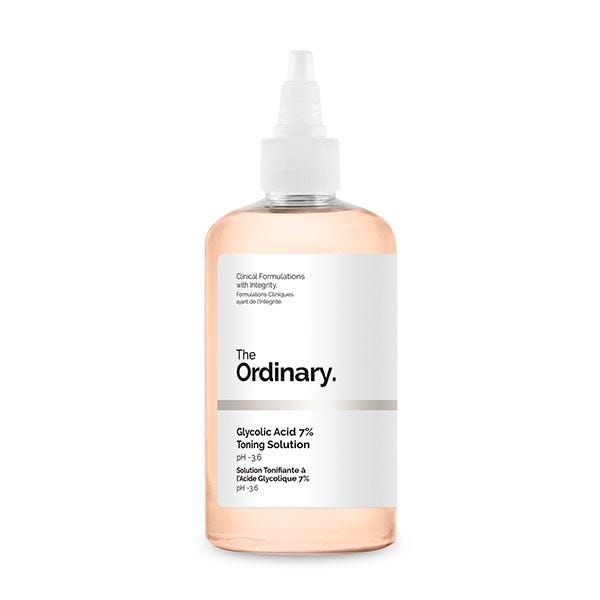 Clinical Formulations
with Integrity.
Formulations Cliniques
ayant de l'Integrité.
The
Ordinary.
Glycolic Acid 7%
Toning Solution
pH ~3.6
Solution Tonifiante à
l'Acide Glycolique 7%
pH ~3.6